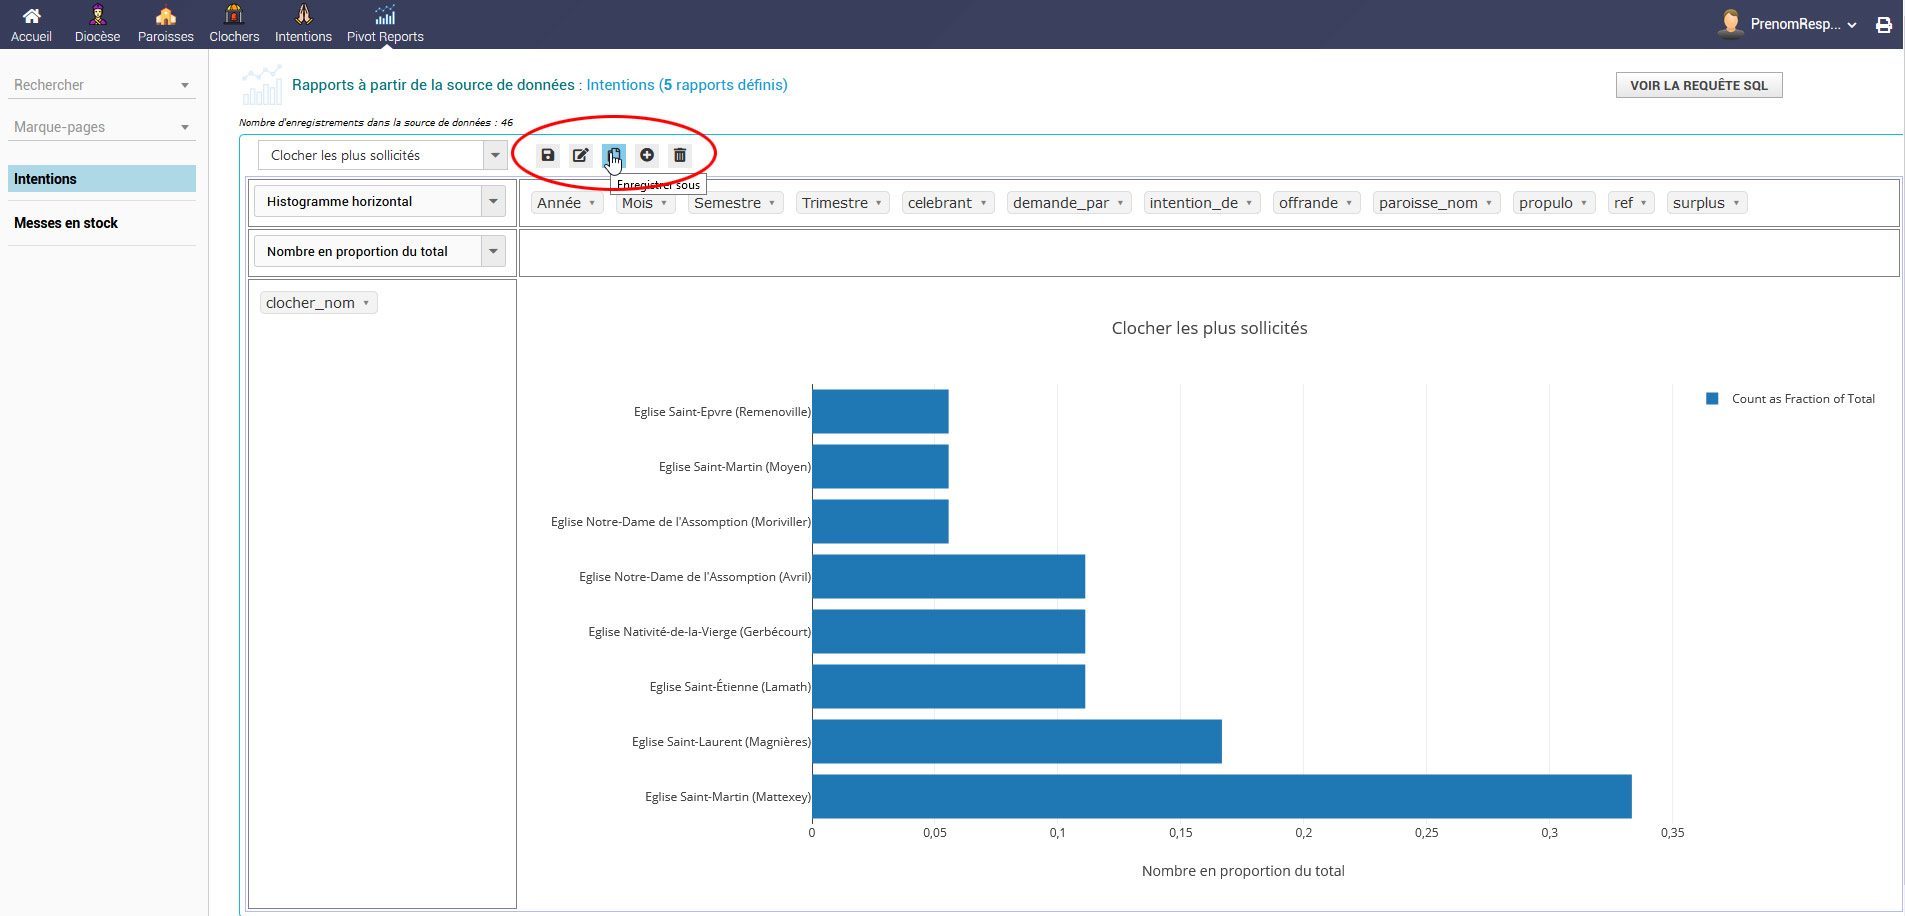 Accueil Diocèse Paroisses Clochers Intentions Pivot Reports PrenomResp...
Rechercher
Marque-pages
Intentions
Messes en stock
Rapports à partir de la source de données : Intentions (5 rapports définis)
VOIR LA REQUÊTE SQL
Nombre d'enregistrements dans la source de données : 46
Clocher les plus sollicités
Enregistrer sous
Histogramme horizontal
Année Mois Semestre Trimestre celebrant demande_par intention_de offrande paroisse_nom propulo ref surplus
Nombre en proportion du total
clocher_nom
Clocher les plus sollicités
Count as Fraction of Total
Eglise Saint-Epvre (Remenoville)
Eglise Saint-Martin (Moyen)
Eglise Notre-Dame de l'Assomption (Moriviller)
Eglise Notre-Dame de l'Assomption (Avril)
Eglise Nativité-de-la-Vierge (Gerbécourt)
Eglise Saint-Étienne (Lamath)
Eglise Saint-Laurent (Magnières)
Eglise Saint-Martin (Mattexey)
0 0,05 0,1 0,15 0,2 0,25 0,3 0,35
Nombre en proportion du total